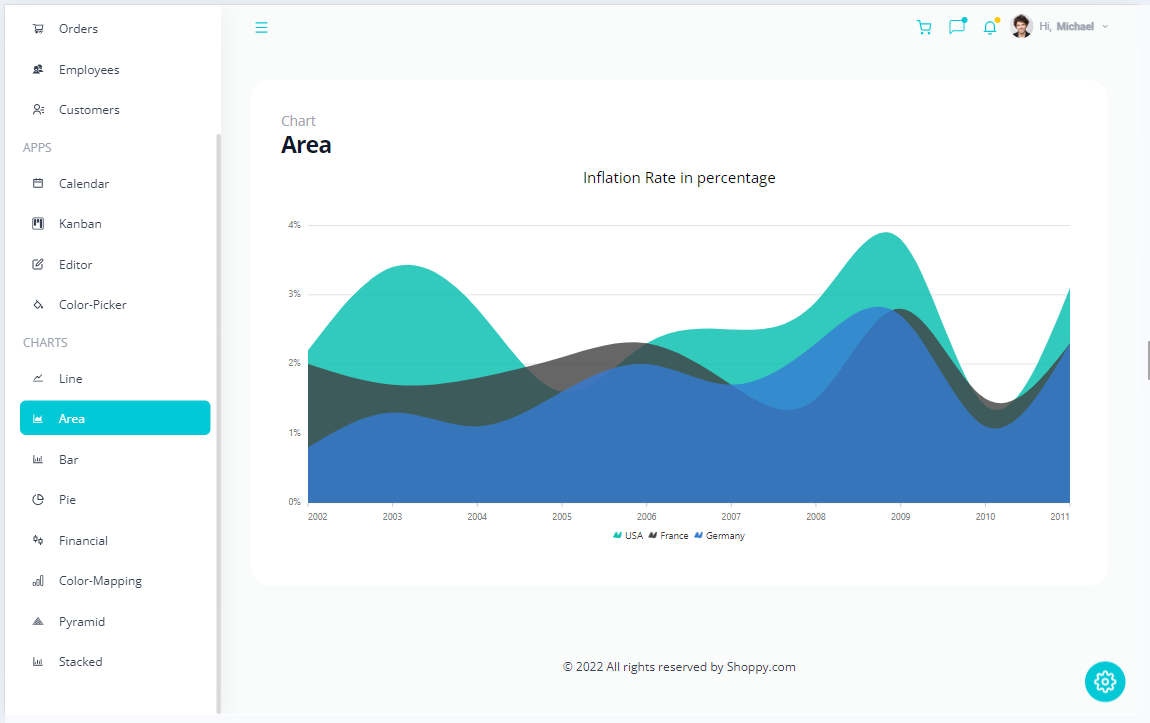 Orders
Employees
Customers
APPS
Calendar
Kanban
Editor
Color-Picker
CHARTS
Line
Area
Bar
Pie
Financial
Color-Mapping
Pyramid
Stacked
Hi, Michael
Chart
Area
Inflation Rate in percentage
4%
3%
2%
1%
0%
2002 2003 2004 2005 2006 2007 2008 2009 2010 2011
USA France Germany
© 2022 All rights reserved by Shoppy.com